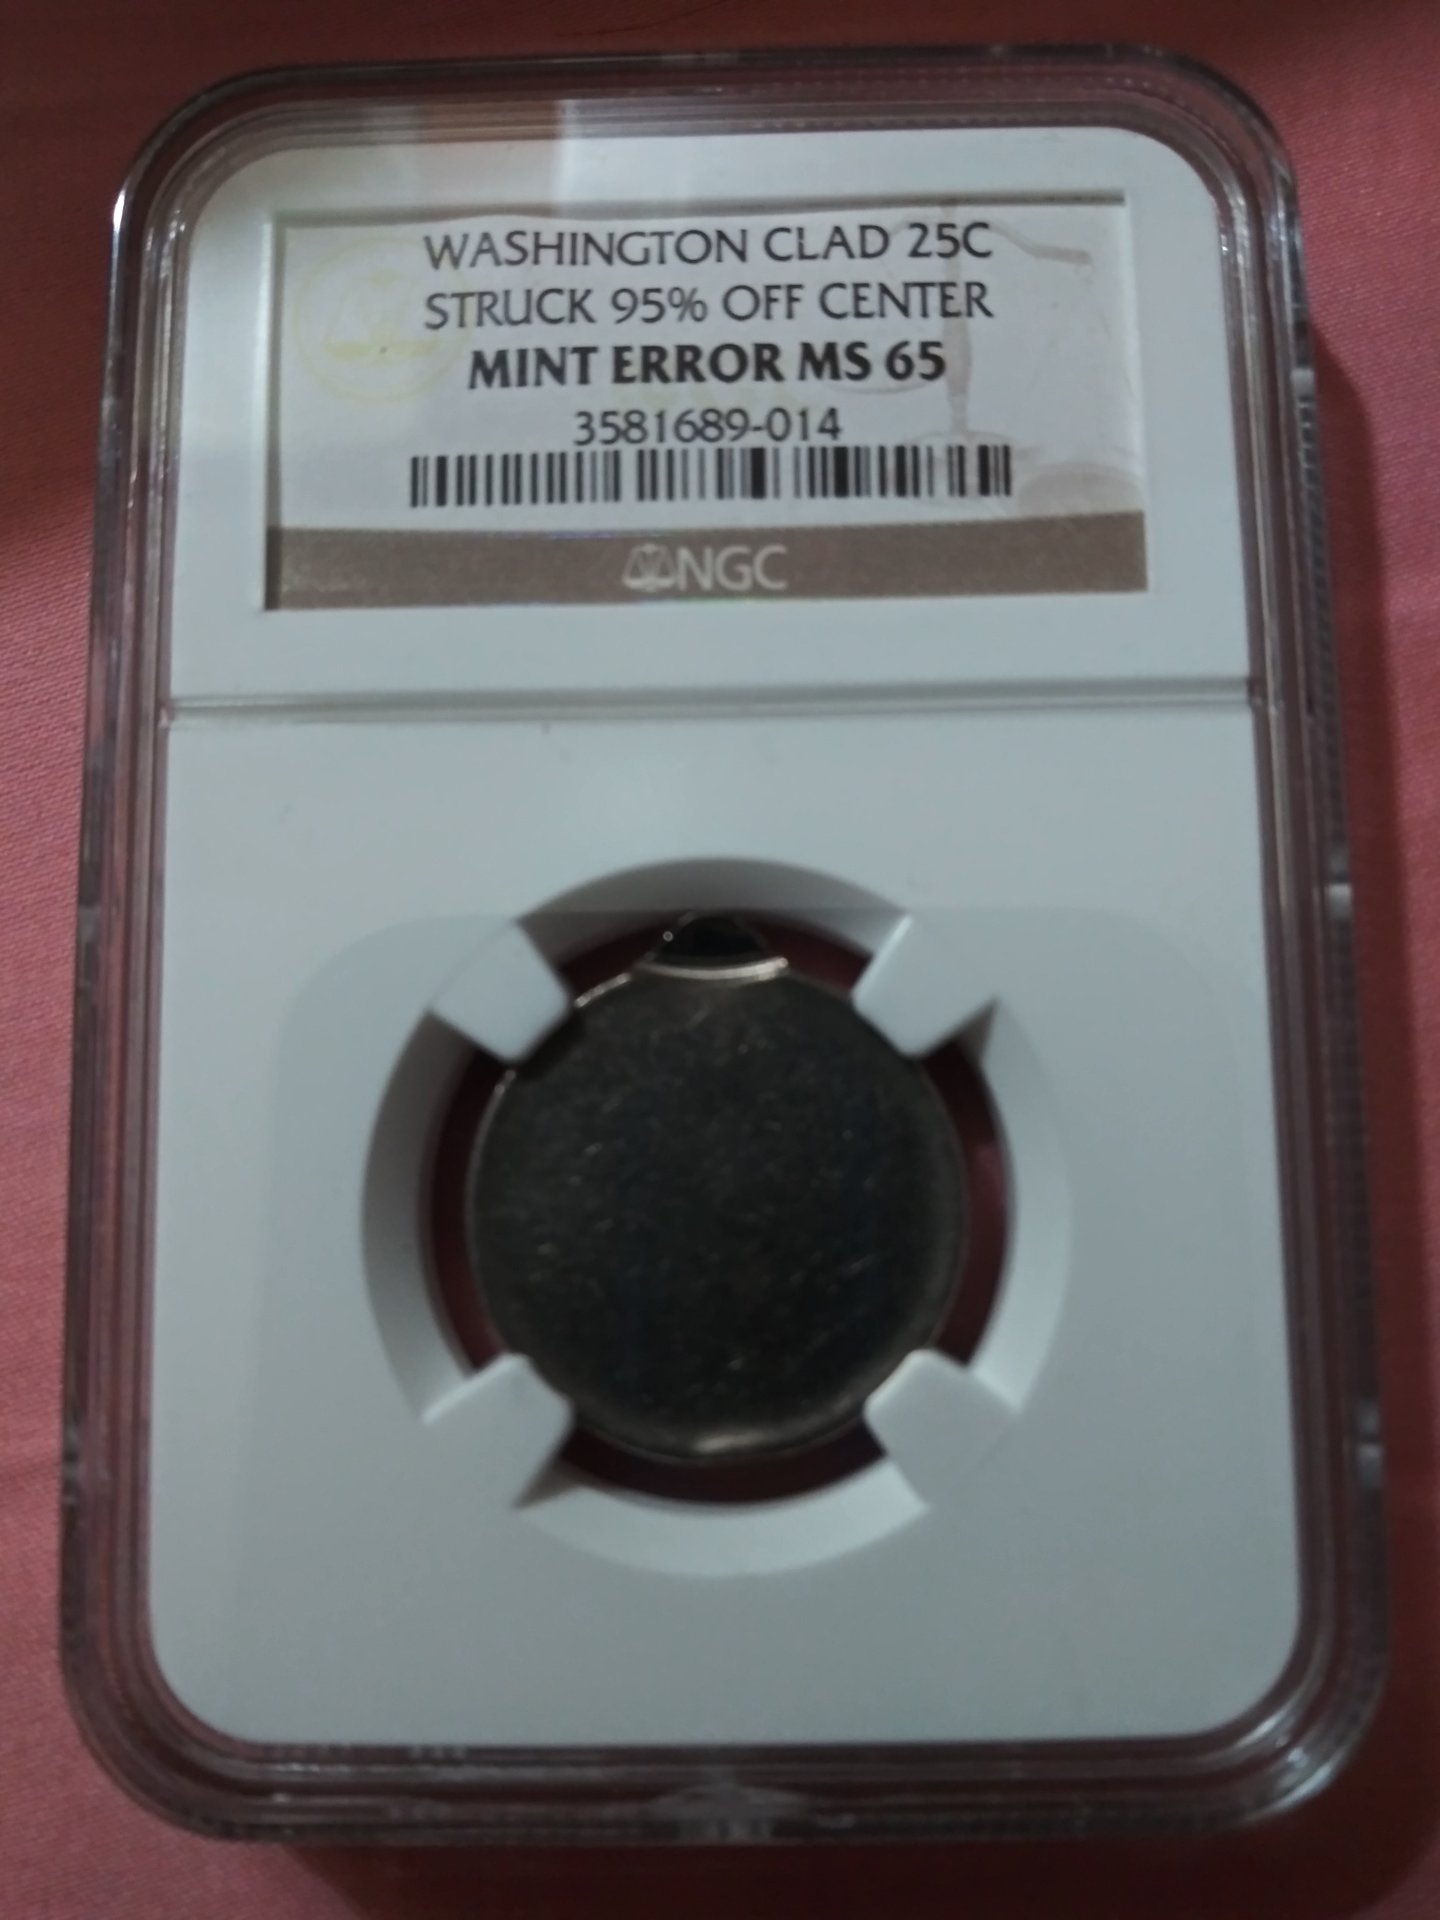 WASHINGTON CLAD 25C
STRUCK 95% OFF CENTER
MINT ERROR MS 65
3581689-014
NGC